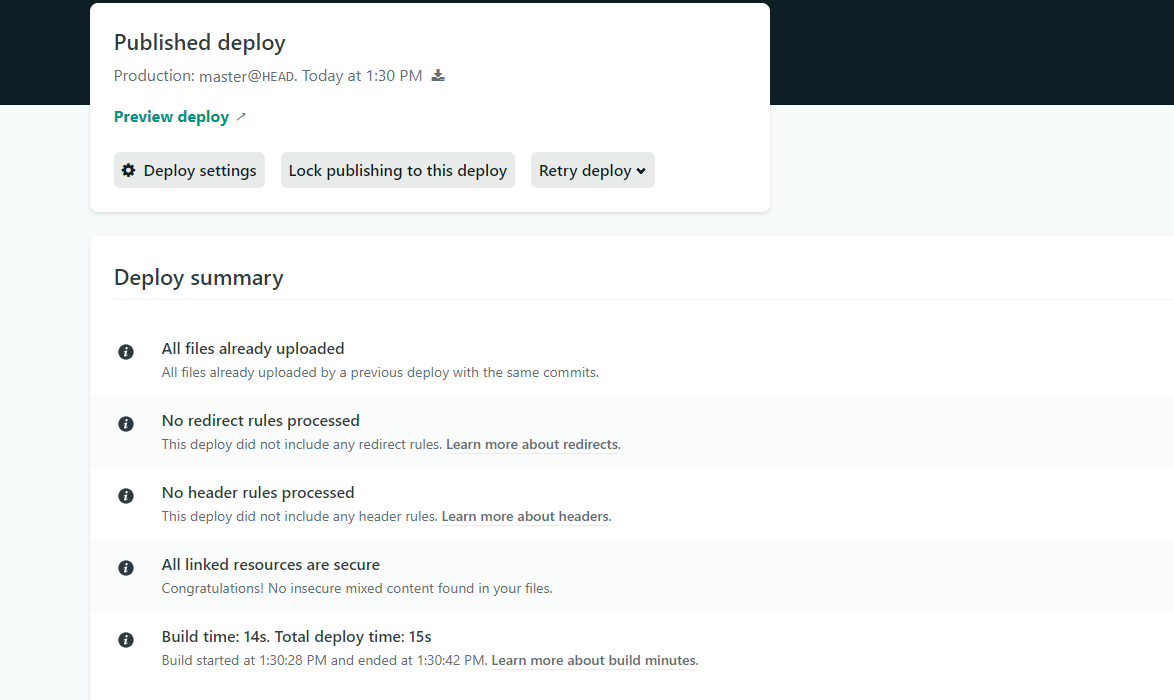 Published deploy
Production: master@HEAD. Today at 1:30 PM
Preview deploy ↗
Deploy settings
Lock publishing to this deploy
Retry deploy
Deploy summary
All files already uploaded
All files already uploaded by a previous deploy with the same commits.
No redirect rules processed
This deploy did not include any redirect rules. Learn more about redirects.
No header rules processed
This deploy did not include any header rules. Learn more about headers.
All linked resources are secure
Congratulations! No insecure mixed content found in your files.
Build time: 14s. Total deploy time: 15s
Build started at 1:30:28 PM and ended at 1:30:42 PM. Learn more about build minutes.